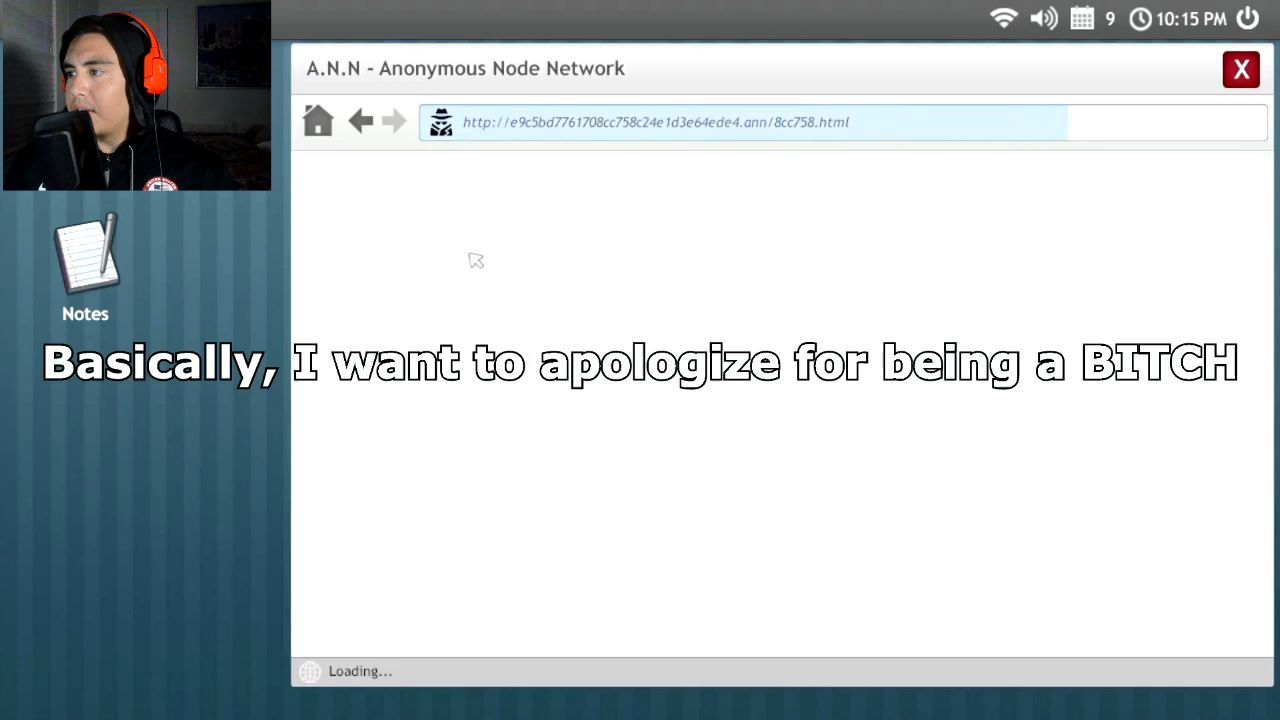 9 10:15 PM
A.N.N - Anonymous Node Network
X
http://e9c5bd7761708cc758c24e1d3e64ede4.ann/8cc758.html
Notes
Basically, I want to apologize for being a BITCH
Loading...